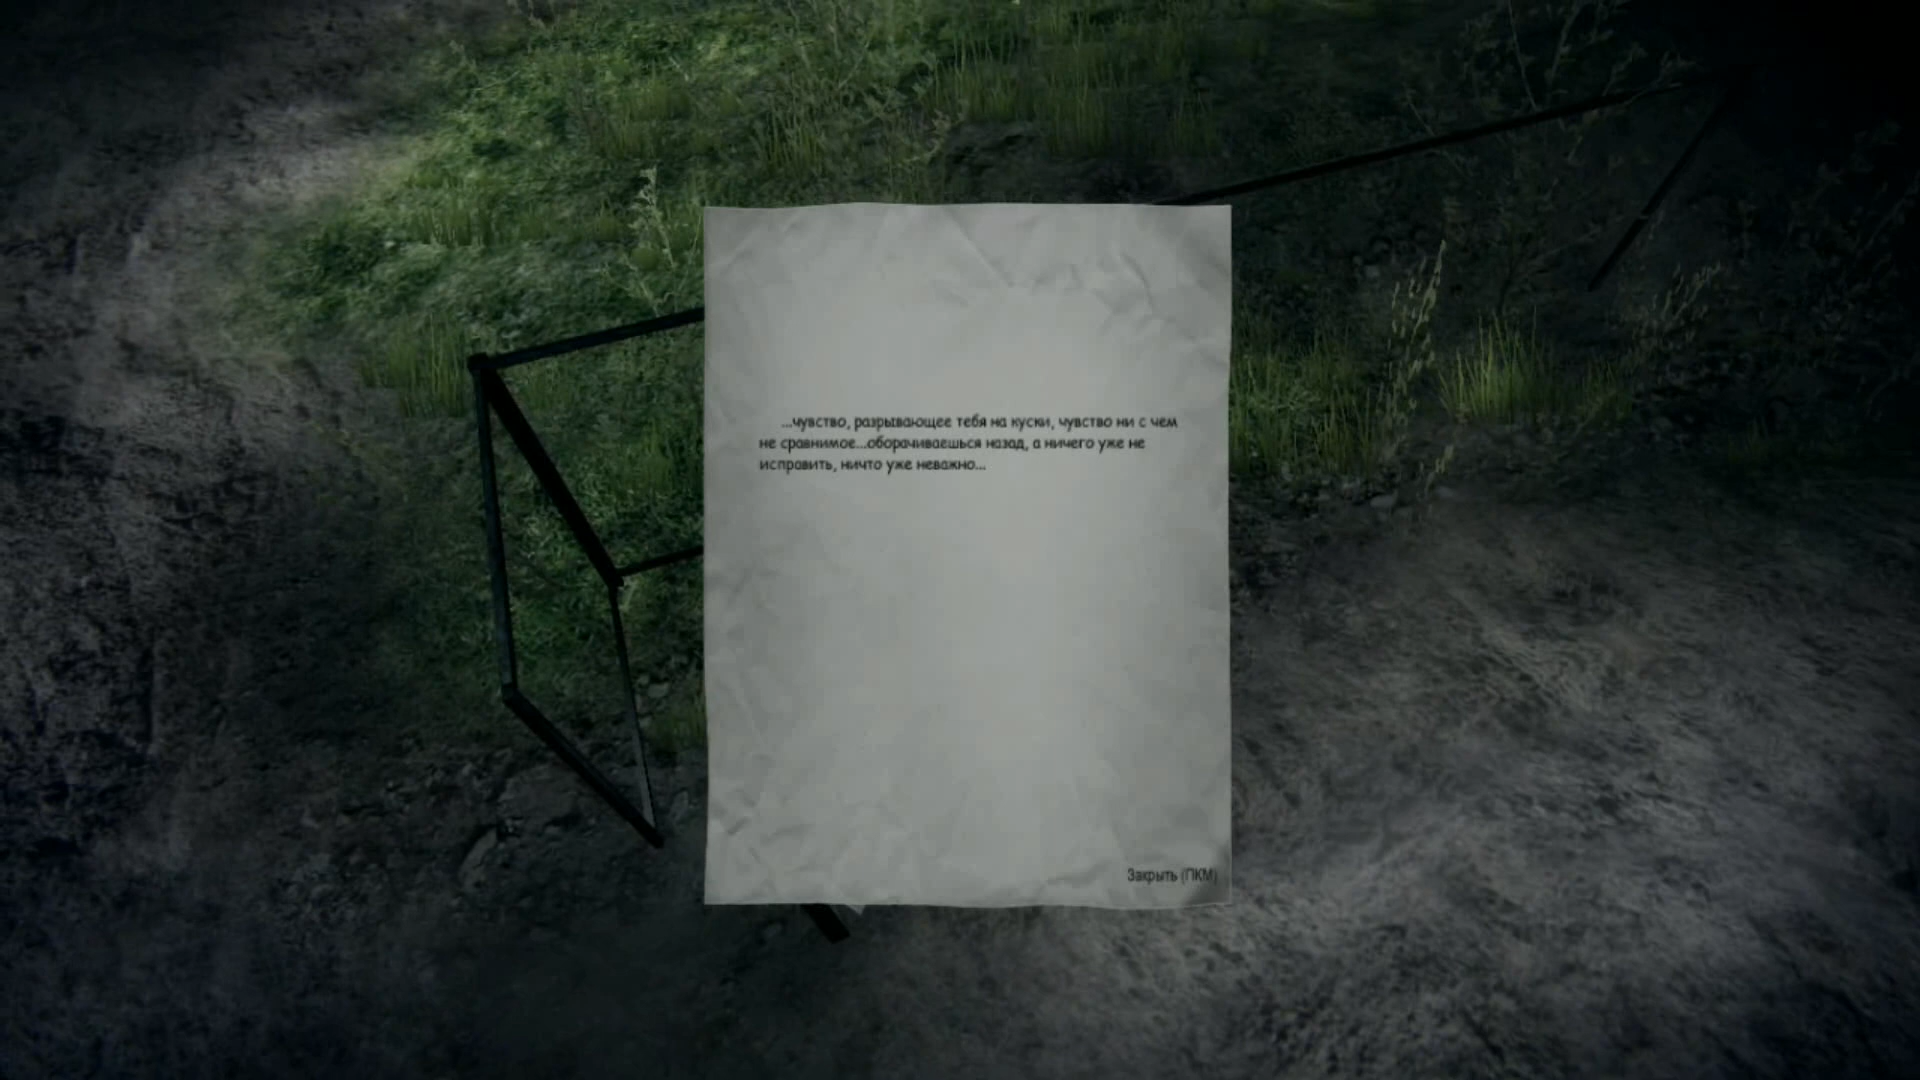 ...чувство, разрывающее тебя на куски, чувство ни с чем
не сравнимое...оборачиваешься назад, а ничего уже не
исправить, ничто уже неважно...
Закрыть (ПКМ)